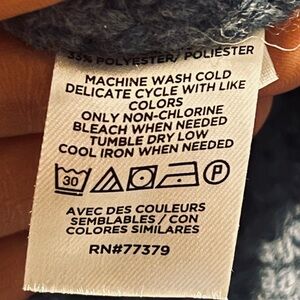 35% POLYESTER/ POLIÉSTER
MACHINE WASH COLD
DELICATE CYCLE WITH LIKE
COLORS
ONLY NON-CHLORINE
BLEACH WHEN NEEDED
TUMBLE DRY LOW
COOL IRON WHEN NEEDED
30 P
AVEC DES COULEURS
SEMBLABLES / CON
COLORES SIMILARES
RN#77379